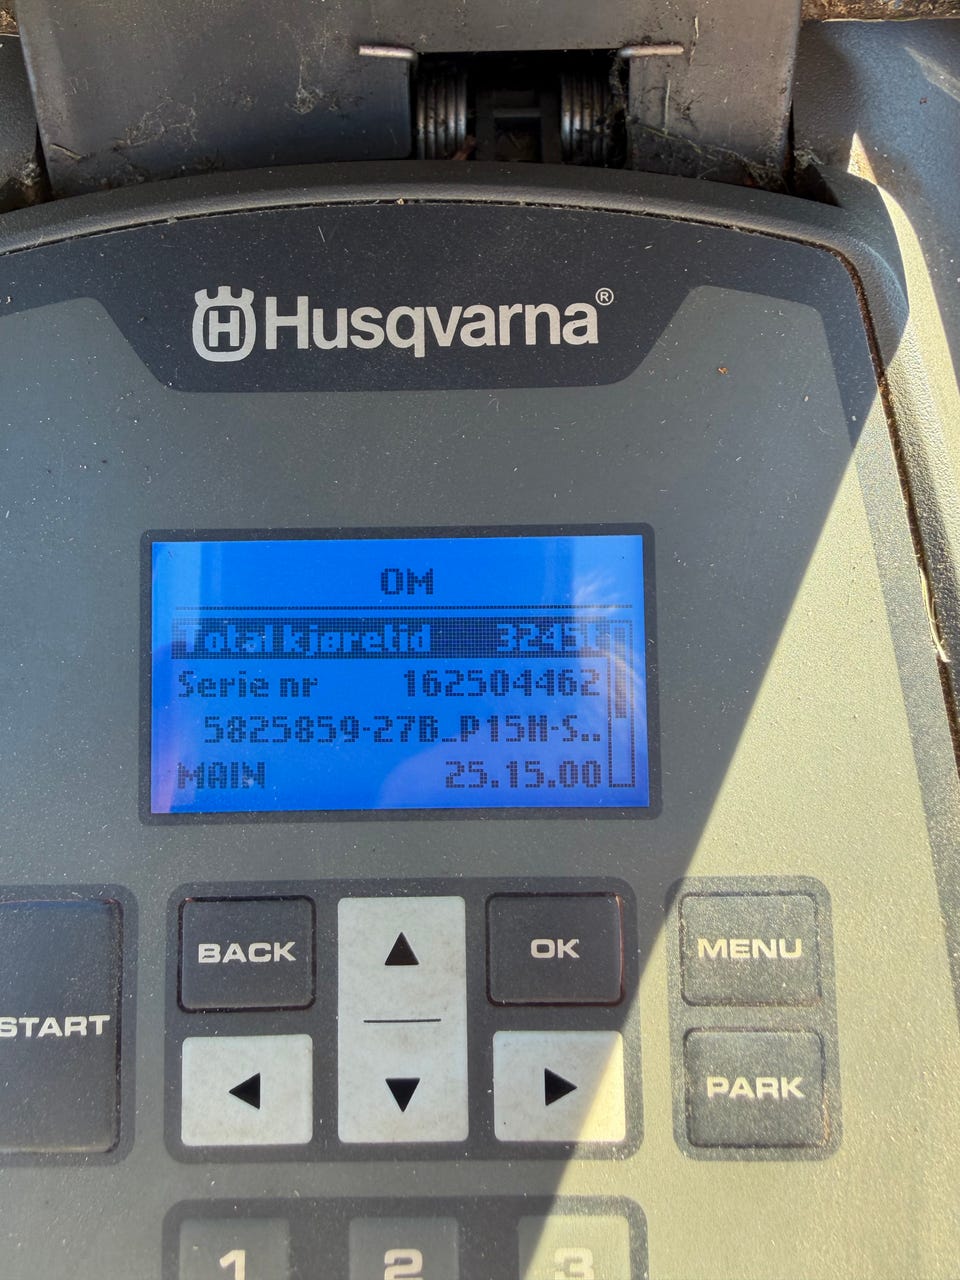 H Husqvarna®
OM
Total kjøretid
Serie nr 162504462
5825859-27B_P15H-S..
MAIN 25.15.00
BACK
OK
MENU
START
PARK
1 2 3